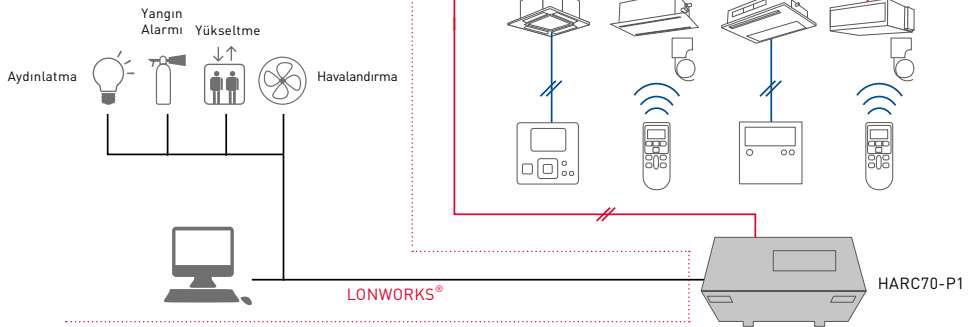 Yangın
Alarmı
Yükseltme
Aydınlatma
Havalandırma
LONWORKS®
HARC70-P1